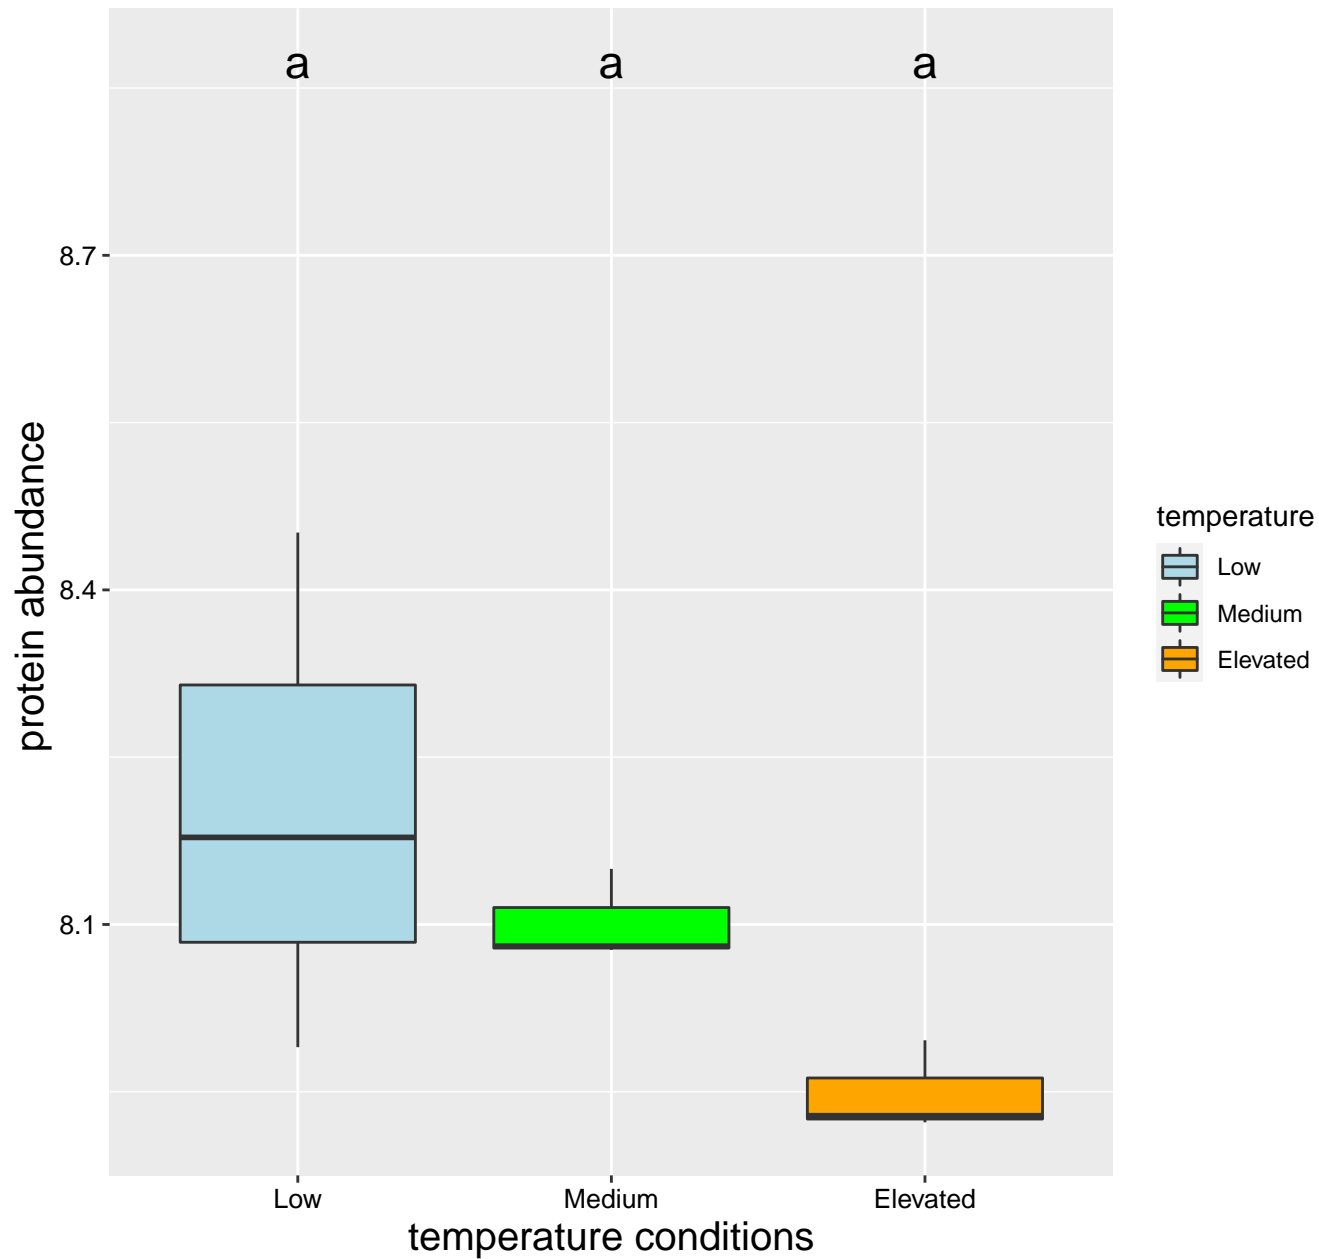 a a a
8.7
8.4
8.1
protein abundance
Low Medium Elevated
temperature conditions
temperature
Low
Medium
Elevated